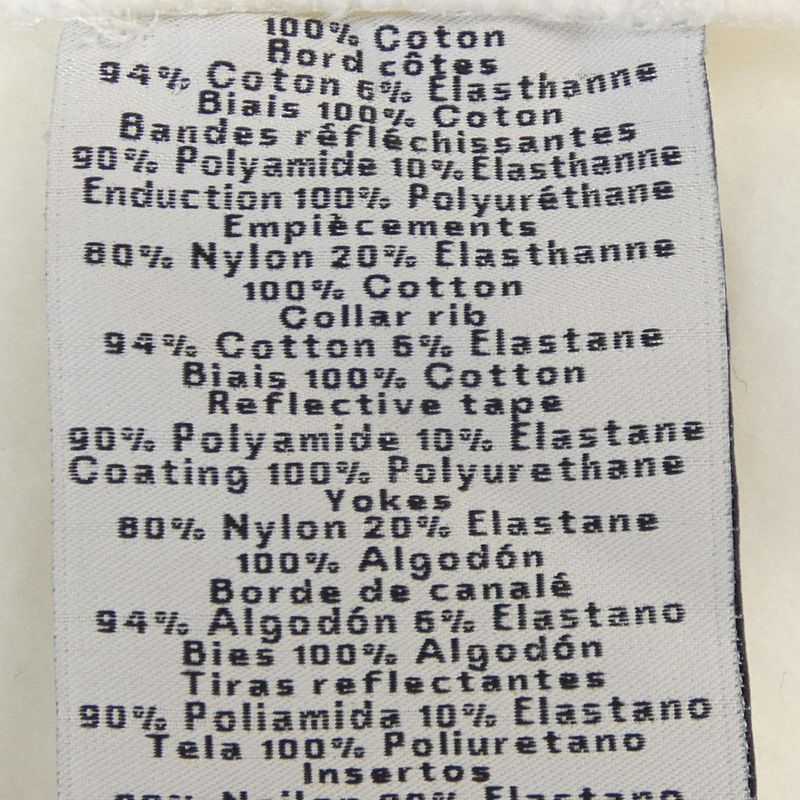 100% Coton
Bord côtes
94% Coton 6% Elasthanne
Biais 100% Coton
Bandes réfléchissantes
90% Polyamide 10% Elasthanne
Enduction 100% Polyuréthane
Empiècements
80% Nylon 20% Elasthanne
100% Cotton
Collar rib
94% Cotton 6% Elastane
Biais 100% Cotton
Reflective tape
90% Polyamide 10% Elastane
Coating 100% Polyurethane
Yokes
80% Nylon 20% Elastane
100% Algodón
Borde de canalé
94% Algodón 6% Elastano
Bies 100% Algodón
Tiras reflectantes
90% Poliamida 10% Elastano
Tela 100% Poliuretano
Insertos